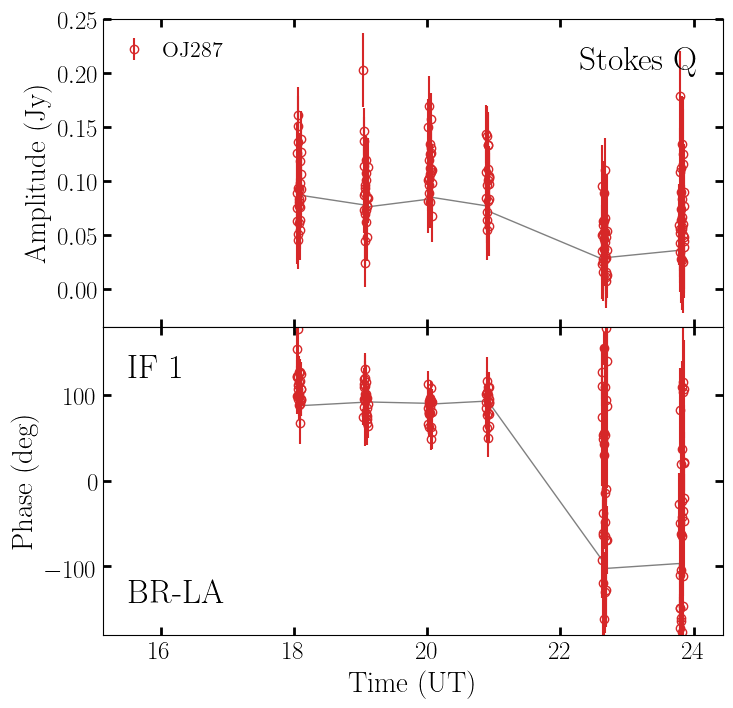 0.25
OJ287
Stokes Q
0.20
0.15
0.10
0.05
0.00
Amplitude (Jy)
IF 1
100
0
−100
Phase (deg)
BR-LA
16 18 20 22 24
Time (UT)